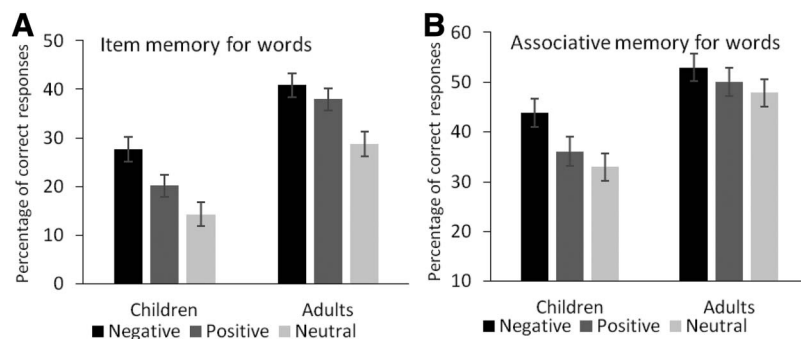 A
Item memory for words
Percentage of correct responses
50
40
30
20
10
0
Children Adults
Negative Positive Neutral
B
Associative memory for words
Percentage of correct responses
60
50
40
30
20
10
Children Adults
Negative Positive Neutral